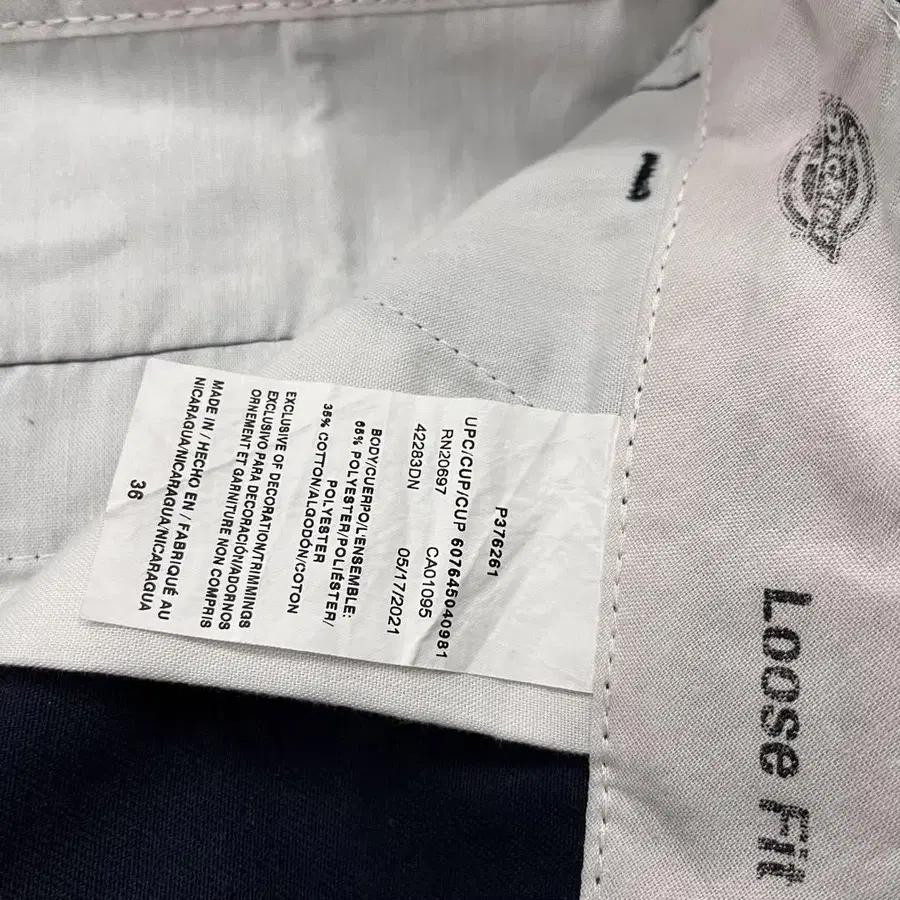 P376261
UPC/CUP/CUP 607645040981
RN20697 CA01095
42283DN 05/17/2021
BODY/CUERPO/L'ENSEMBLE:
65% POLYESTER/POLIÉSTER/
POLYESTER
35% COTTON/ALGODÓN/COTON
EXCLUSIVE OF DECORATION/TRIMMINGS
EXCLUSIVO PARA DECORACIÓN/ADORNOS
ORNEMENT ET GARNITURE NON COMPRIS
MADE IN / HECHO EN / FABRIQUÉ AU
NICARAGUA/NICARAGUA/NICARAGUA
36
Dickies
Loose Fit